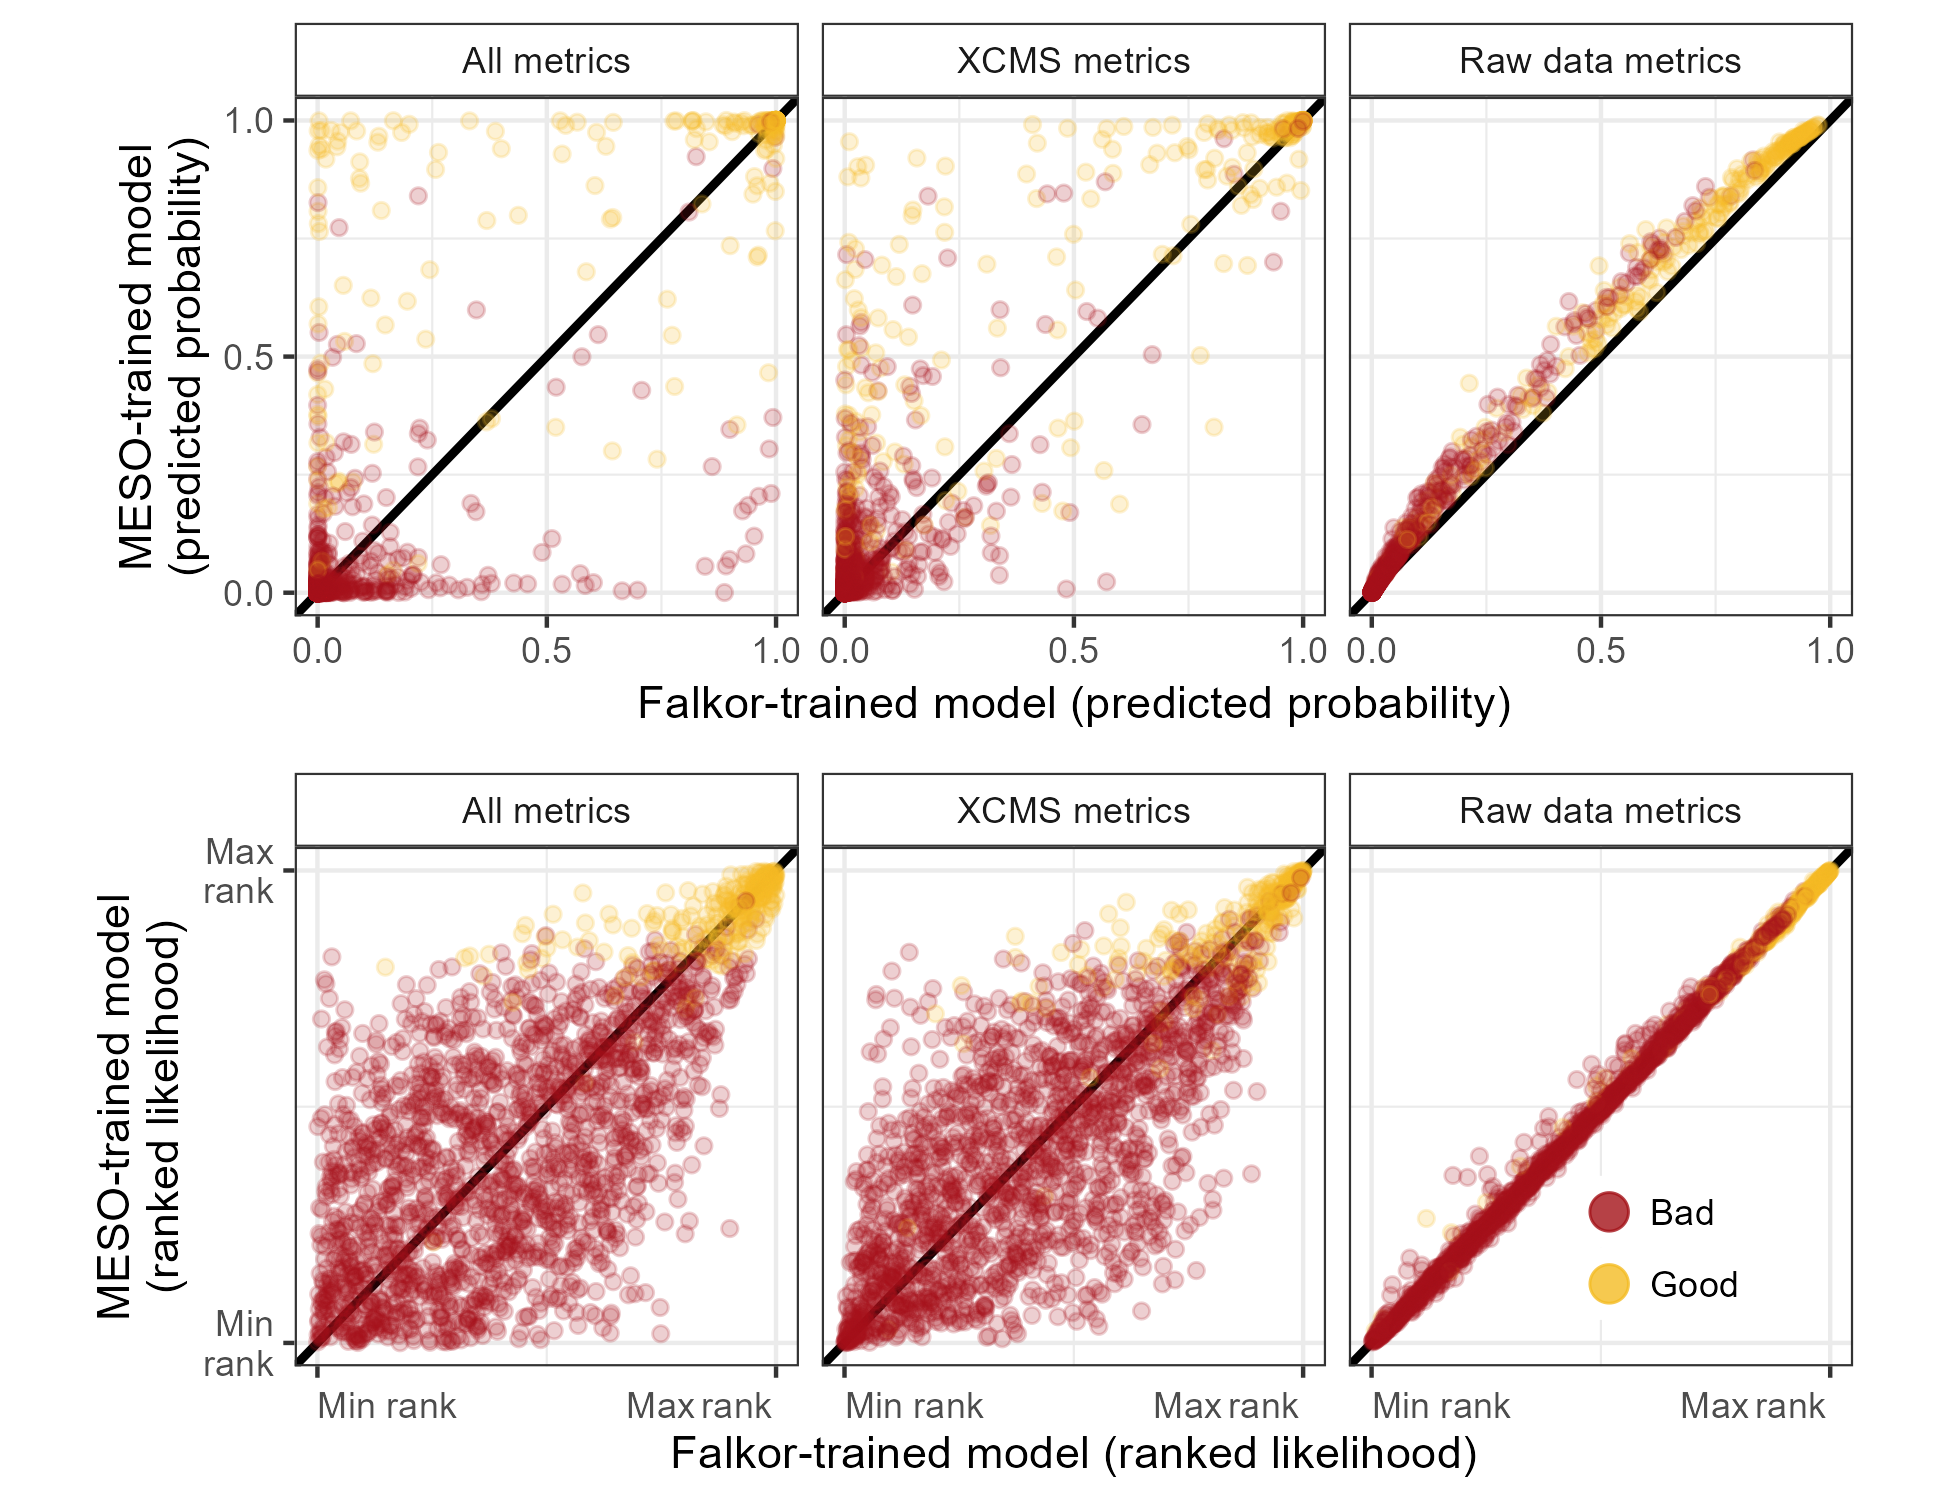 All metrics
XCMS metrics
Raw data metrics
MESO-trained model
(predicted probability)
1.0
0.5
0.0
0.0
0.5
1.0
0.0
0.5
1.0
0.0
0.5
1.0
Falkor-trained model (predicted probability)
All metrics
XCMS metrics
Raw data metrics
MESO-trained model
(ranked likelihood)
Max
rank
Min
rank
Bad
Good
Min rank
Max rank
Min rank
Max rank
Min rank
Max rank
Falkor-trained model (ranked likelihood)